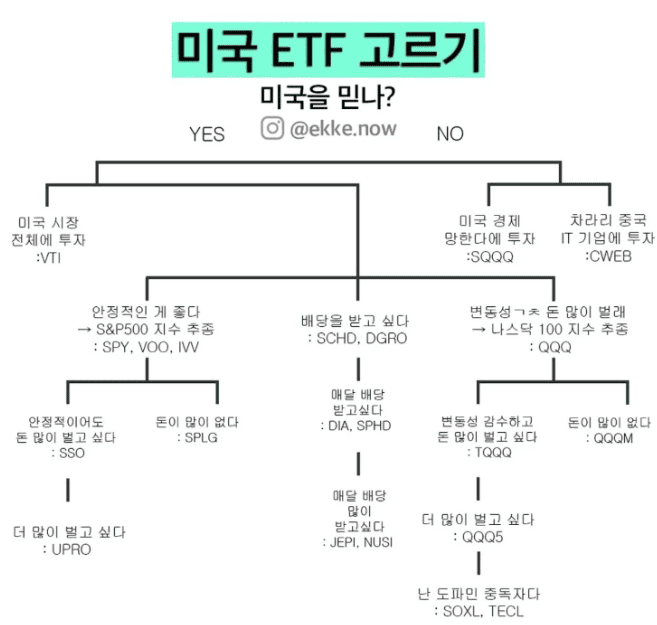 미국 ETF 고르기
미국을 믿나?
YES
@ekke.now
NO
미국 시장
전체에 투자
:VTI
미국 경제
망한다에 투자
:SQQQ
차라리 중국
IT 기업에 투자
:CWEB
안정적인 게 좋다
→ S&P500 지수 추종
: SPY, VOO, IVV
배당을 받고 싶다
: SCHD, DGRO
변동성ㄱㅊ 돈 많이 벌래
→ 나스닥 100 지수 추종
: QQQ
안정적이어도
돈 많이 벌고 싶다
: SSO
돈이 많이 없다
: SPLG
매달 배당
받고싶다
: DIA, SPHD
변동성 감수하고
돈 많이 벌고 싶다
: TQQQ
돈이 많이 없다
: QQQM
더 많이 벌고 싶다
: UPRO
매달 배당
많이
받고싶다
: JEPI, NUSI
더 많이 벌고 싶다
: QQQ5
난 도파민 중독자다
: SOXL, TECL